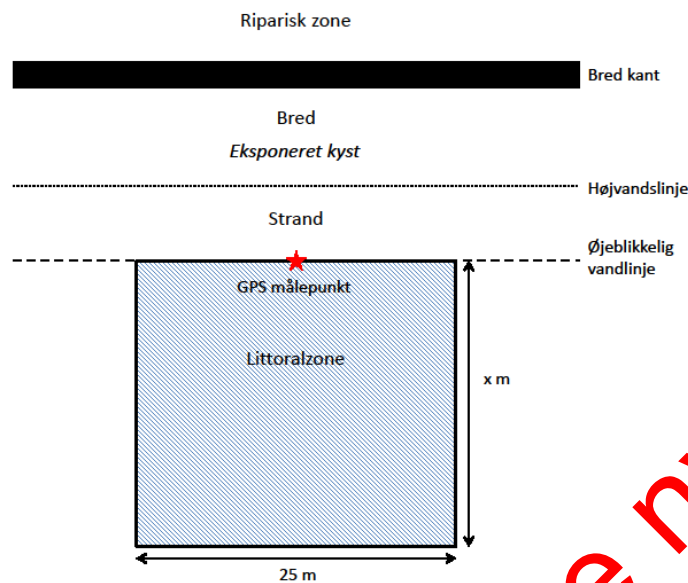 Riparisk zone
Bred kant
Bred
Eksponeret kyst
Højvandslinje
Strand
Øjeblikkelig
vandlinje
GPS målepunkt
Littoralzone
x m
25 m